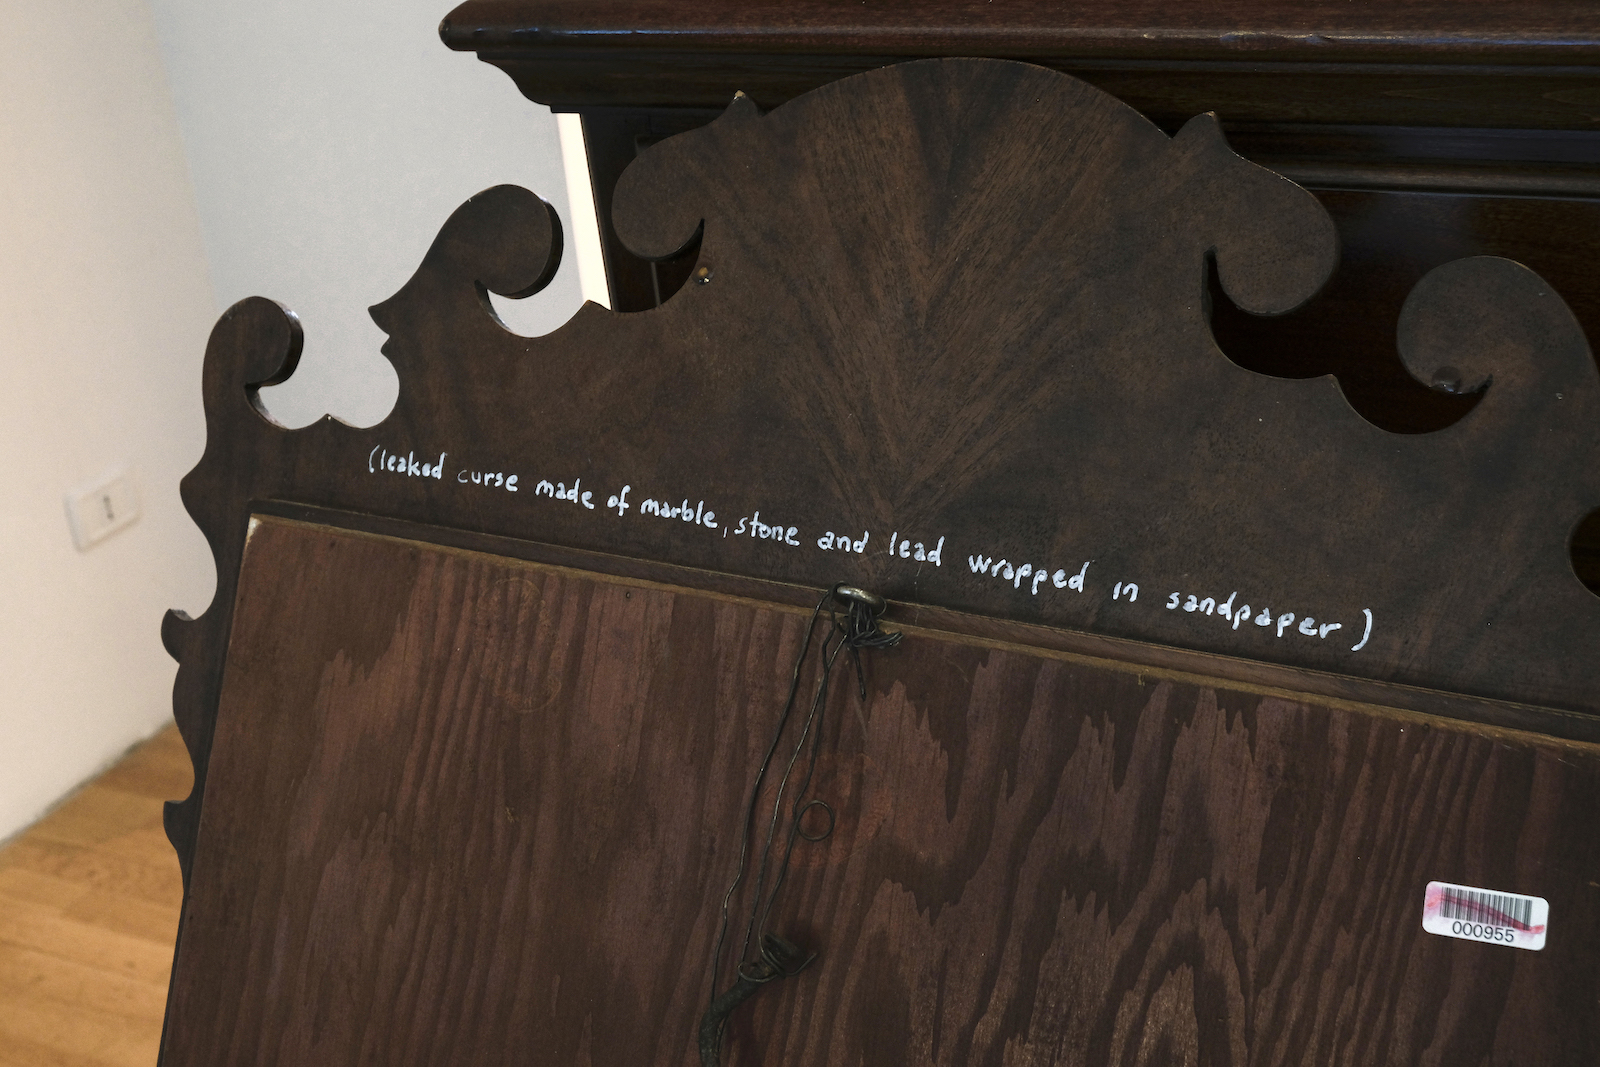 (leaked curse made of marble, stone and lead wrapped in sandpaper)
000955